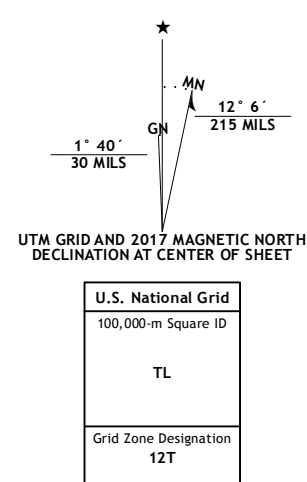 ★
MN
GN
12° 6´
215 MILS
1° 40´
30 MILS
UTM GRID AND 2017 MAGNETIC NORTH
DECLINATION AT CENTER OF SHEET
U.S. National Grid
100,000-m Square ID
TL
Grid Zone Designation
12T